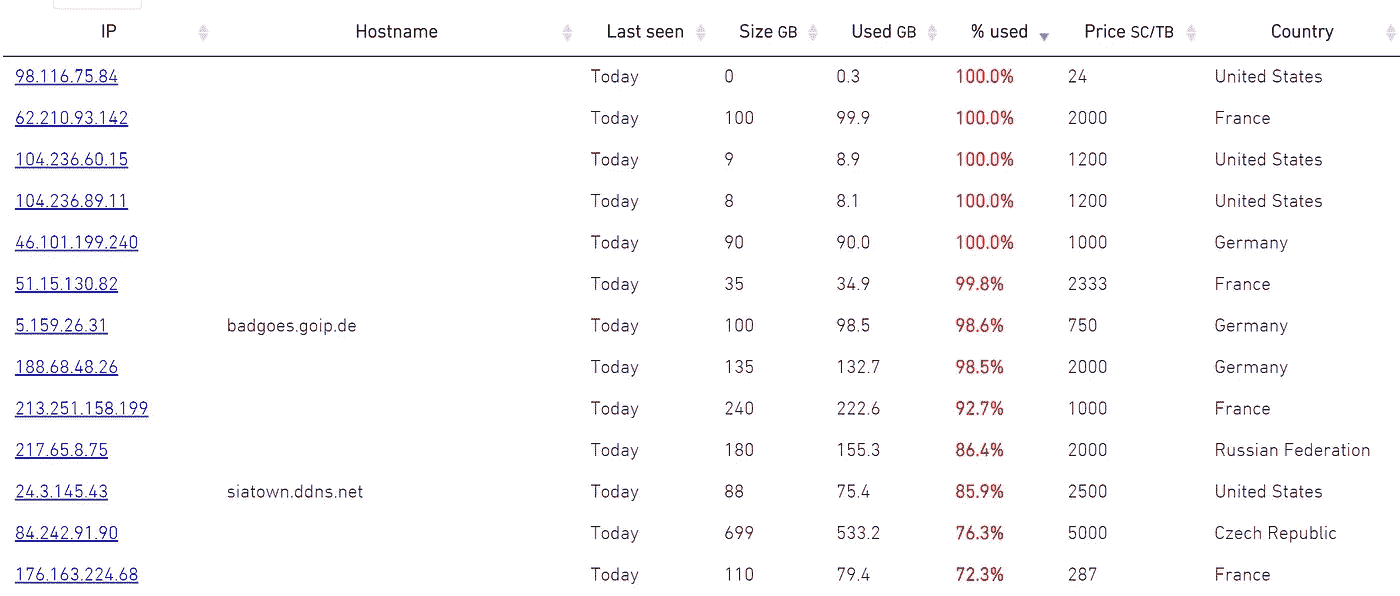 IP Hostname Last seen Size GB Used GB % used Price SC/TB Country
98.116.75.84 Today 0 0.3 100.0% 24 United States
62.210.93.142 Today 100 99.9 100.0% 2000 France
104.236.60.15 Today 9 8.9 100.0% 1200 United States
104.236.89.11 Today 8 8.1 100.0% 1200 United States
46.101.199.240 Today 90 90.0 100.0% 1000 Germany
51.15.130.82 Today 35 34.9 99.8% 2333 France
5.159.26.31 badgoes.goip.de Today 100 98.5 98.6% 750 Germany
188.68.48.26 Today 135 132.7 98.5% 2000 Germany
213.251.158.199 Today 240 222.6 92.7% 1000 France
217.65.8.75 Today 180 155.3 86.4% 2000 Russian Federation
24.3.145.43 siatown.ddns.net Today 88 75.4 85.9% 2500 United States
84.242.91.90 Today 699 533.2 76.3% 5000 Czech Republic
176.163.224.68 Today 110 79.4 72.3% 287 France